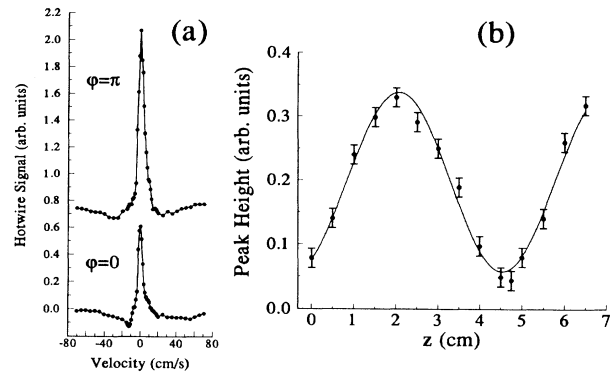 (a)
Hotwire Signal (arb. units)
2.2
2.0
1.8
1.6
1.4
1.2
1.0
0.8
0.6
0.4
0.2
0.0
φ=π
φ=0
-80 -40 0 40 80
Velocity (cm/s)
(b)
Peak Height (arb. units)
0.4
0.3
0.2
0.1
0.0
0 1 2 3 4 5 6 7
z (cm)